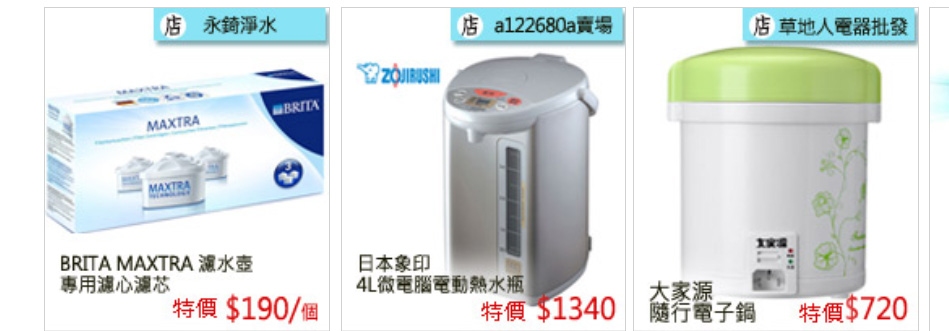 店 永錡淨水
BRITA
MAXTRA
MAXTRA
3
MAXTRA
TECHNOLOGY
BRITA MAXTRA 濾水壺
專用濾心濾芯
特價 $190/個
店 a122680a賣場
ZOJIRUSHI
日本象印
4L微電腦電動熱水瓶
特價 $1340
店 草地人電器批發
大家源
大家源
隨行電子鍋
特價$720